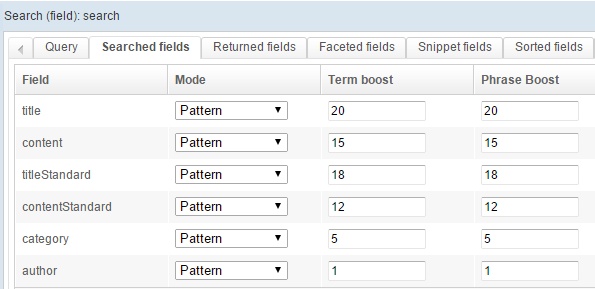 Search (field): search
Query Searched fields Returned fields Faceted fields Snippet fields Sorted fields
Field Mode Term boost Phrase Boost
title Pattern 20 20
content Pattern 15 15
titleStandard Pattern 18 18
contentStandard Pattern 12 12
category Pattern 5 5
author Pattern 1 1